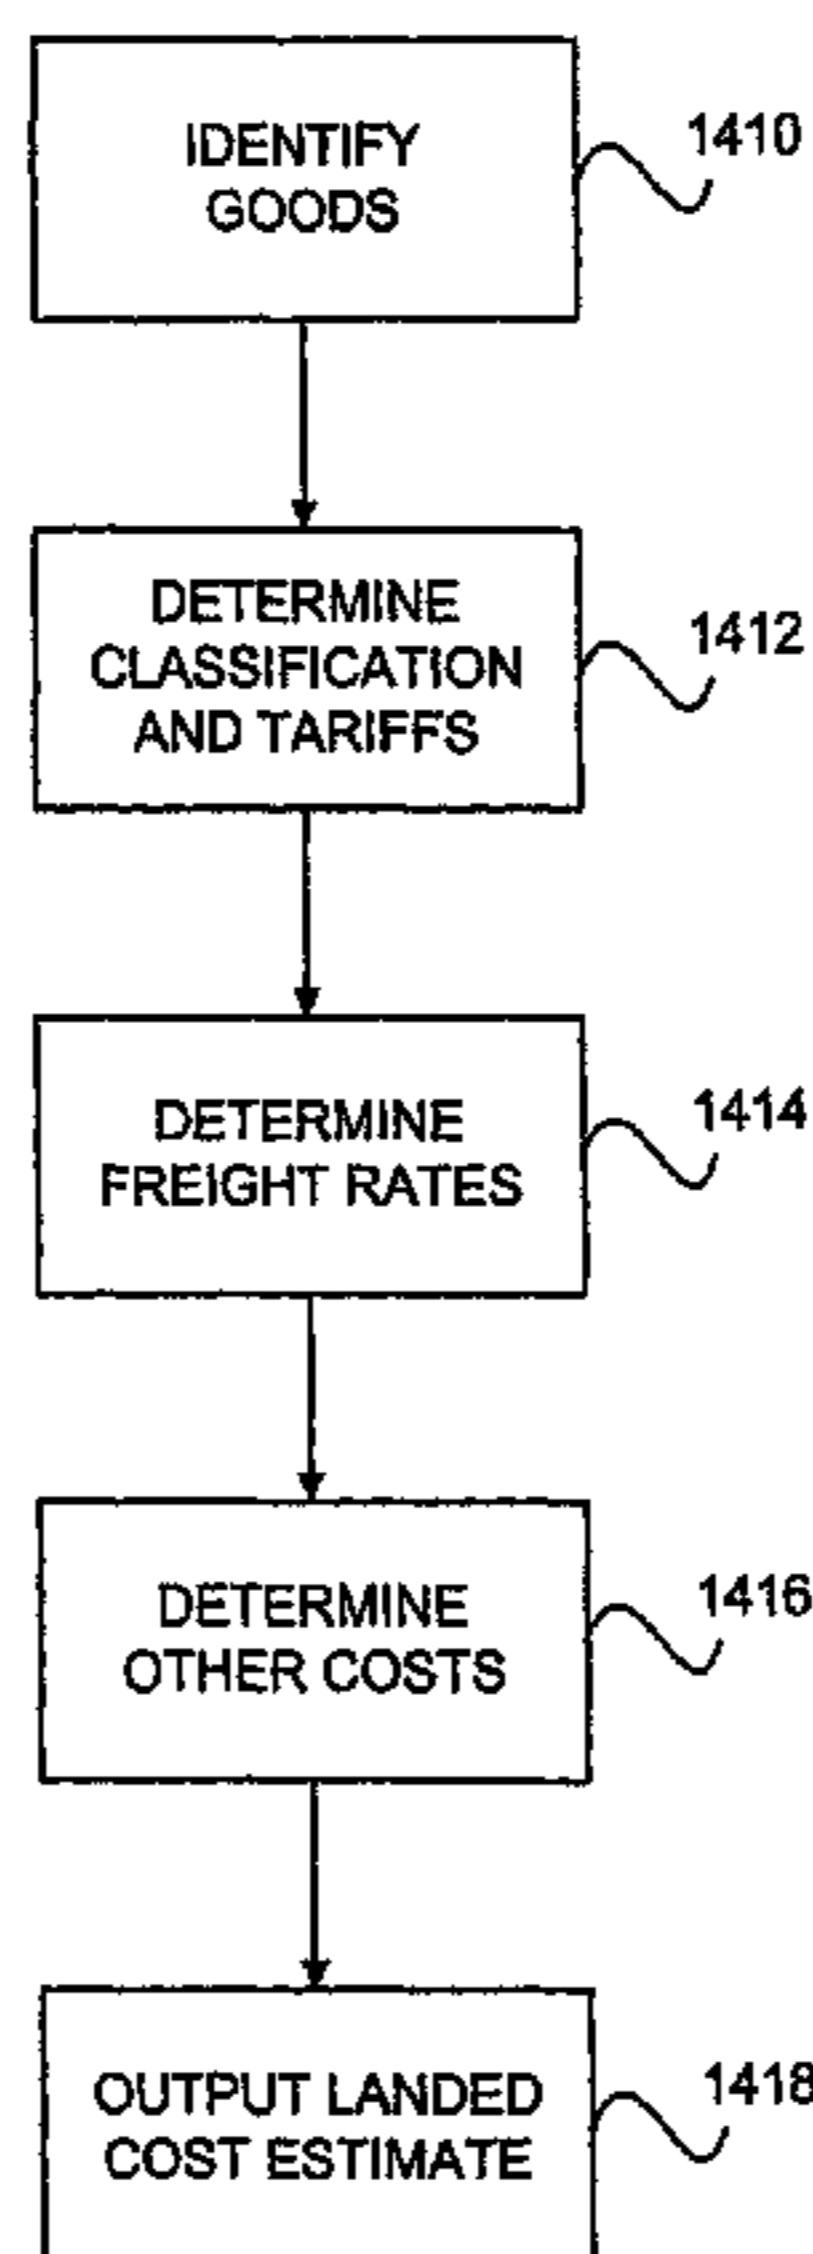 IDENTIFY
GOODS
1410
DETERMINE
CLASSIFICATION
AND TARIFFS
1412
DETERMINE
FREIGHT RATES
1414
DETERMINE
OTHER COSTS
1416
OUTPUT LANDED
COST ESTIMATE
1418